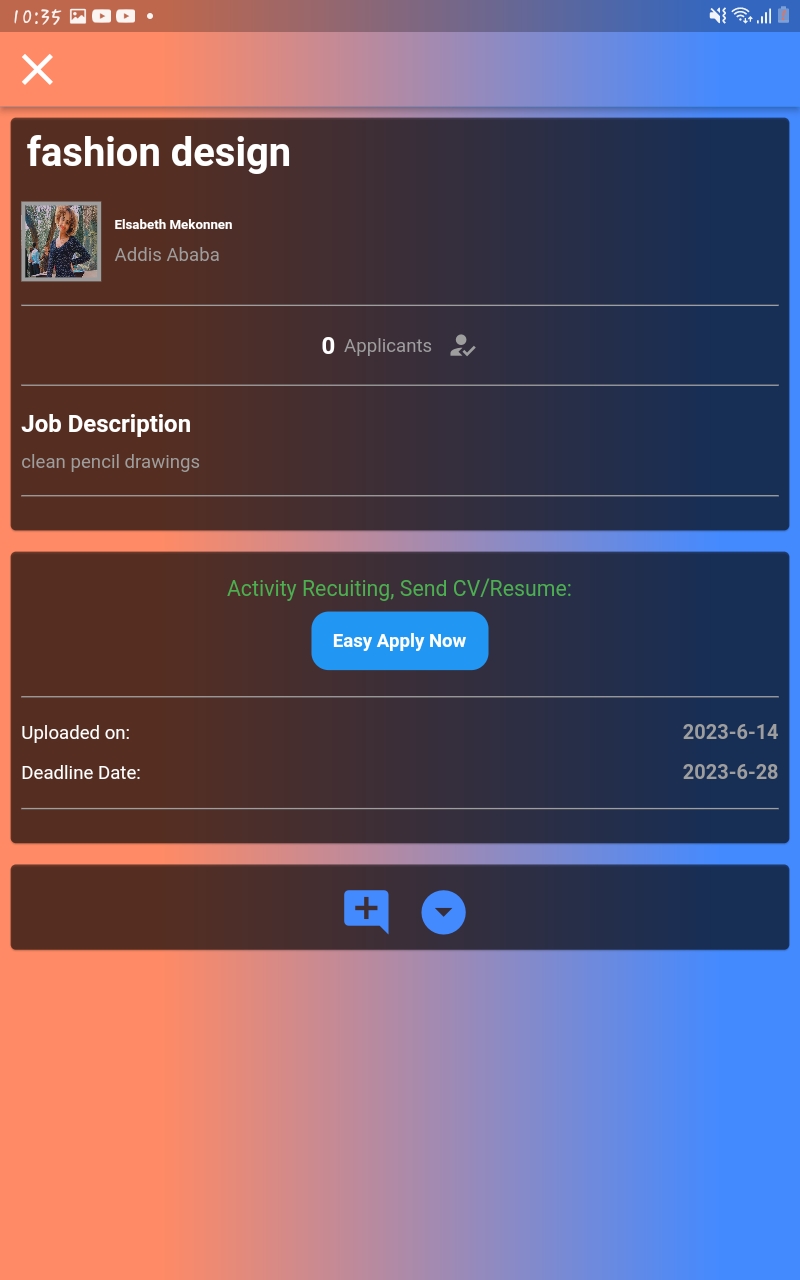 10:35
fashion design
Elsabeth Mekonnen
Addis Ababa
0 Applicants
Job Description
clean pencil drawings
Activity Recuiting, Send CV/Resume:
Easy Apply Now
Uploaded on: 2023-6-14
Deadline Date: 2023-6-28